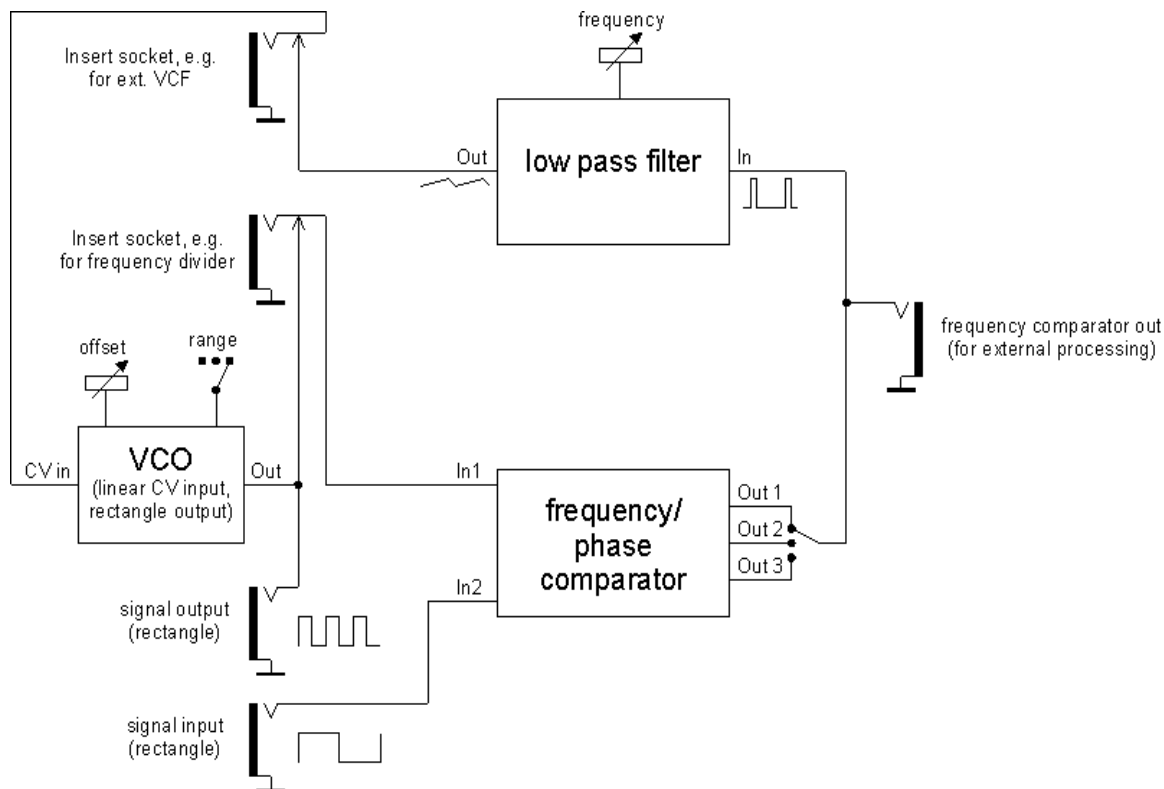 frequency
Insert socket, e.g.
for ext. VCF
Out
low pass filter
In
Insert socket, e.g.
for frequency divider
frequency comparator out
(for external processing)
offset
range
CV in
VCO
(linear CV input,
rectangle output)
Out
In1
In2
frequency/
phase
comparator
Out 1
Out 2
Out 3
signal output
(rectangle)
signal input
(rectangle)